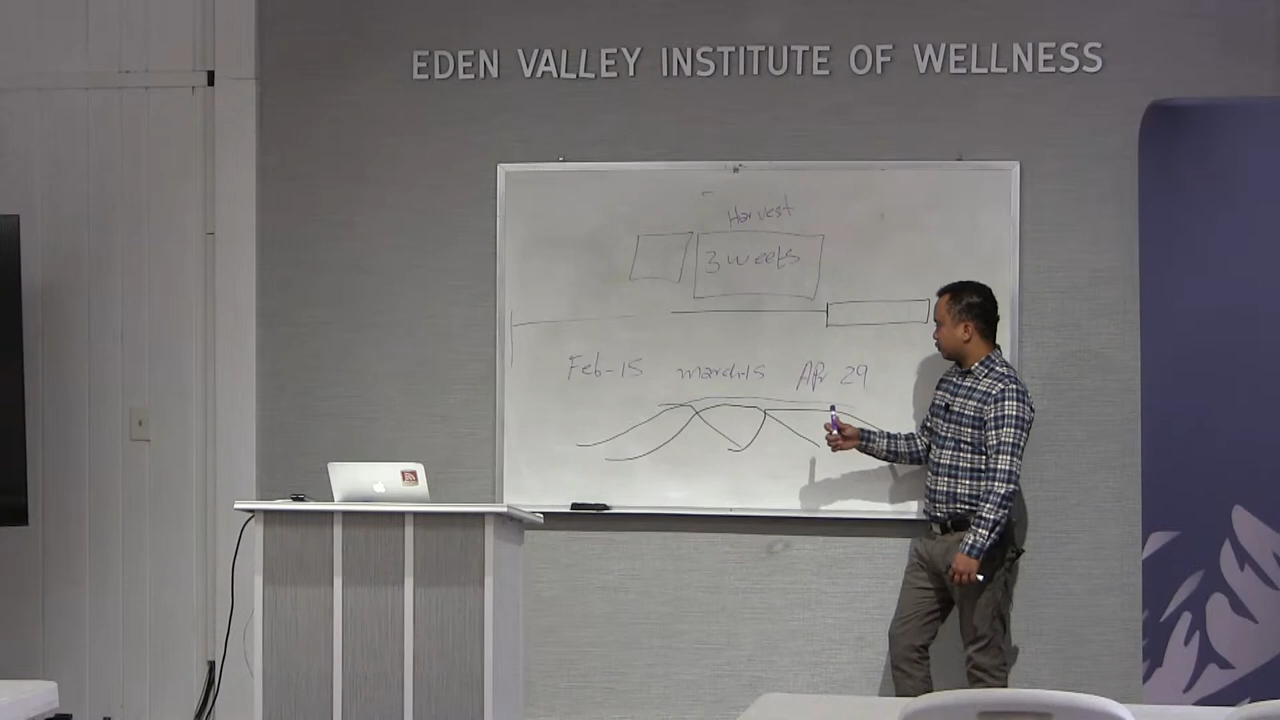 EDEN VALLEY INSTITUTE OF WELLNESS
Harvest
3 weeks
Feb-15 march-15 Apr 29